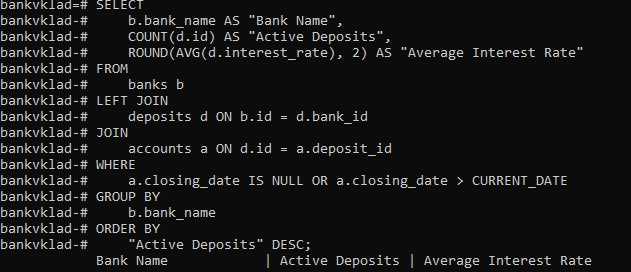 bankvklad=# SELECT
bankvklad-#     b.bank_name AS "Bank Name",
bankvklad-#     COUNT(d.id) AS "Active Deposits",
bankvklad-#     ROUND(AVG(d.interest_rate), 2) AS "Average Interest Rate"
bankvklad-# FROM
bankvklad-#     banks b
bankvklad-# LEFT JOIN
bankvklad-#     deposits d ON b.id = d.bank_id
bankvklad-# JOIN
bankvklad-#     accounts a ON d.id = a.deposit_id
bankvklad-# WHERE
bankvklad-#     a.closing_date IS NULL OR a.closing_date > CURRENT_DATE
bankvklad-# GROUP BY
bankvklad-#     b.bank_name
bankvklad-# ORDER BY
bankvklad-#     "Active Deposits" DESC;
            Bank Name            | Active Deposits | Average Interest Rate